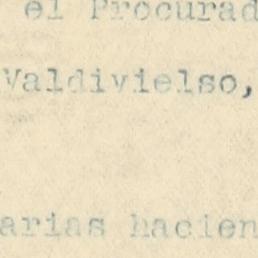 el Procurad
Valdivielso,
arias hacien